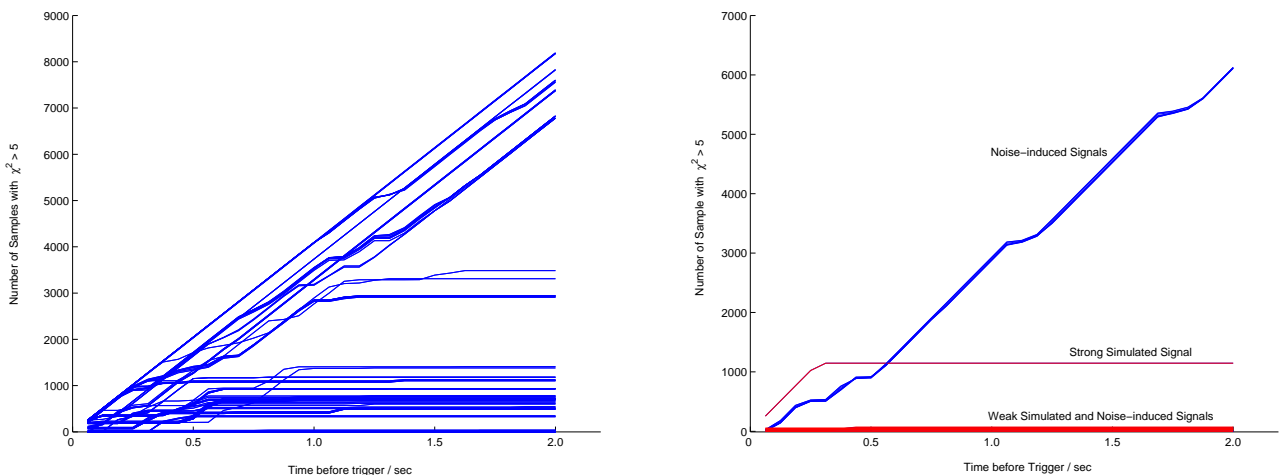 9000
8000
7000
6000
5000
4000
3000
2000
1000
0
Number of Samples with χ² > 5
0 0.5 1.0 1.5 2.0
Time before trigger / sec
7000
6000
5000
4000
3000
2000
1000
0
Number of Sample with χ² > 5
Noise−induced Signals
Strong Simulated Signal
Weak Simulated and Noise−induced Signals
0 0.5 1.0 1.5 2.0
Time before Trigger / sec